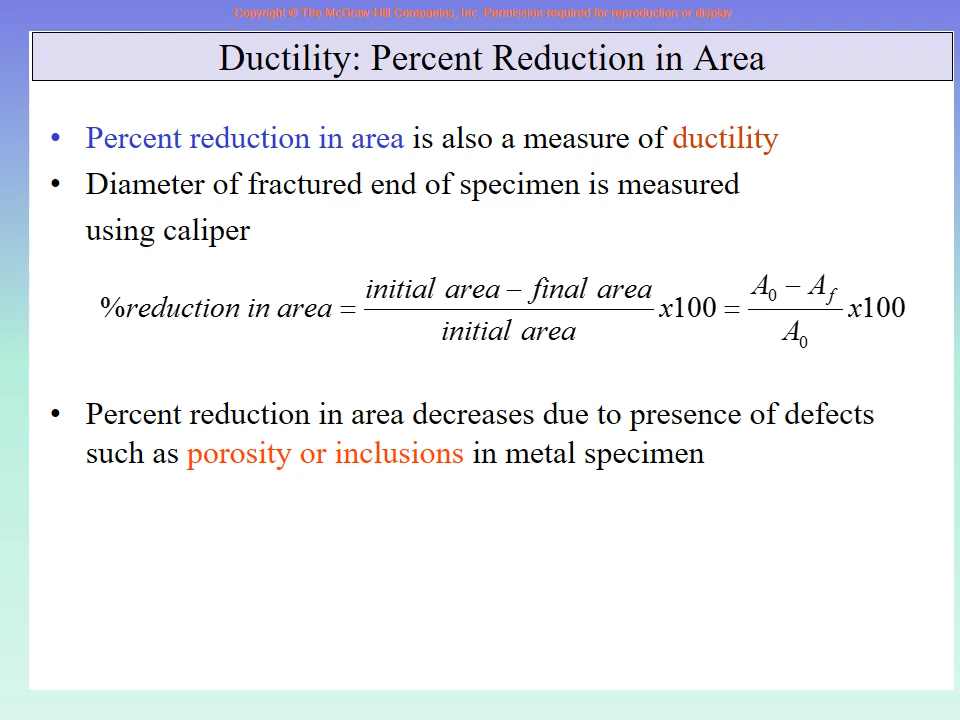 Copyright © The McGraw-Hill Companies, Inc. Permission required for reproduction or display
Ductility: Percent Reduction in Area
• Percent reduction in area is also a measure of ductility
• Diameter of fractured end of specimen is measured
using caliper
%reduction in area = (initial area − final area)/(initial area) x100 = (A₀ − A_f)/A₀ x100
• Percent reduction in area decreases due to presence of defects
such as porosity or inclusions in metal specimen